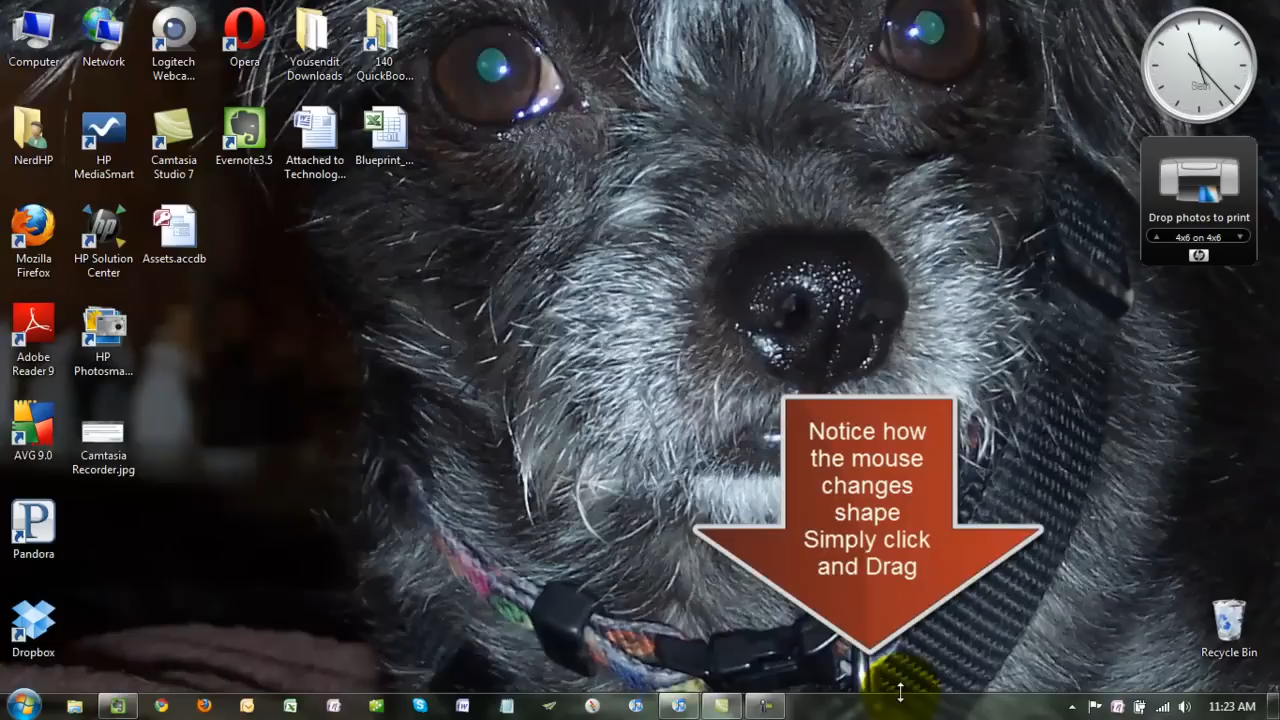 Computer
Network
Logitech
Webca...
Opera
Yousendit
Downloads
140
QuickBoo...
NerdHP
HP
MediaSmart
Camtasia
Studio 7
Evernote3.5
Attached to
Technolog...
Blueprint_...
Mozilla
Firefox
HP Solution
Center
Assets.accdb
Adobe
Reader 9
HP
Photosma...
AVG 9.0
Camtasia
Recorder.jpg
Pandora
Dropbox
Seth
Drop photos to print
4x6 on 4x6
hp
Notice how
the mouse
changes
shape
Simply click
and Drag
Recycle Bin
11:23 AM